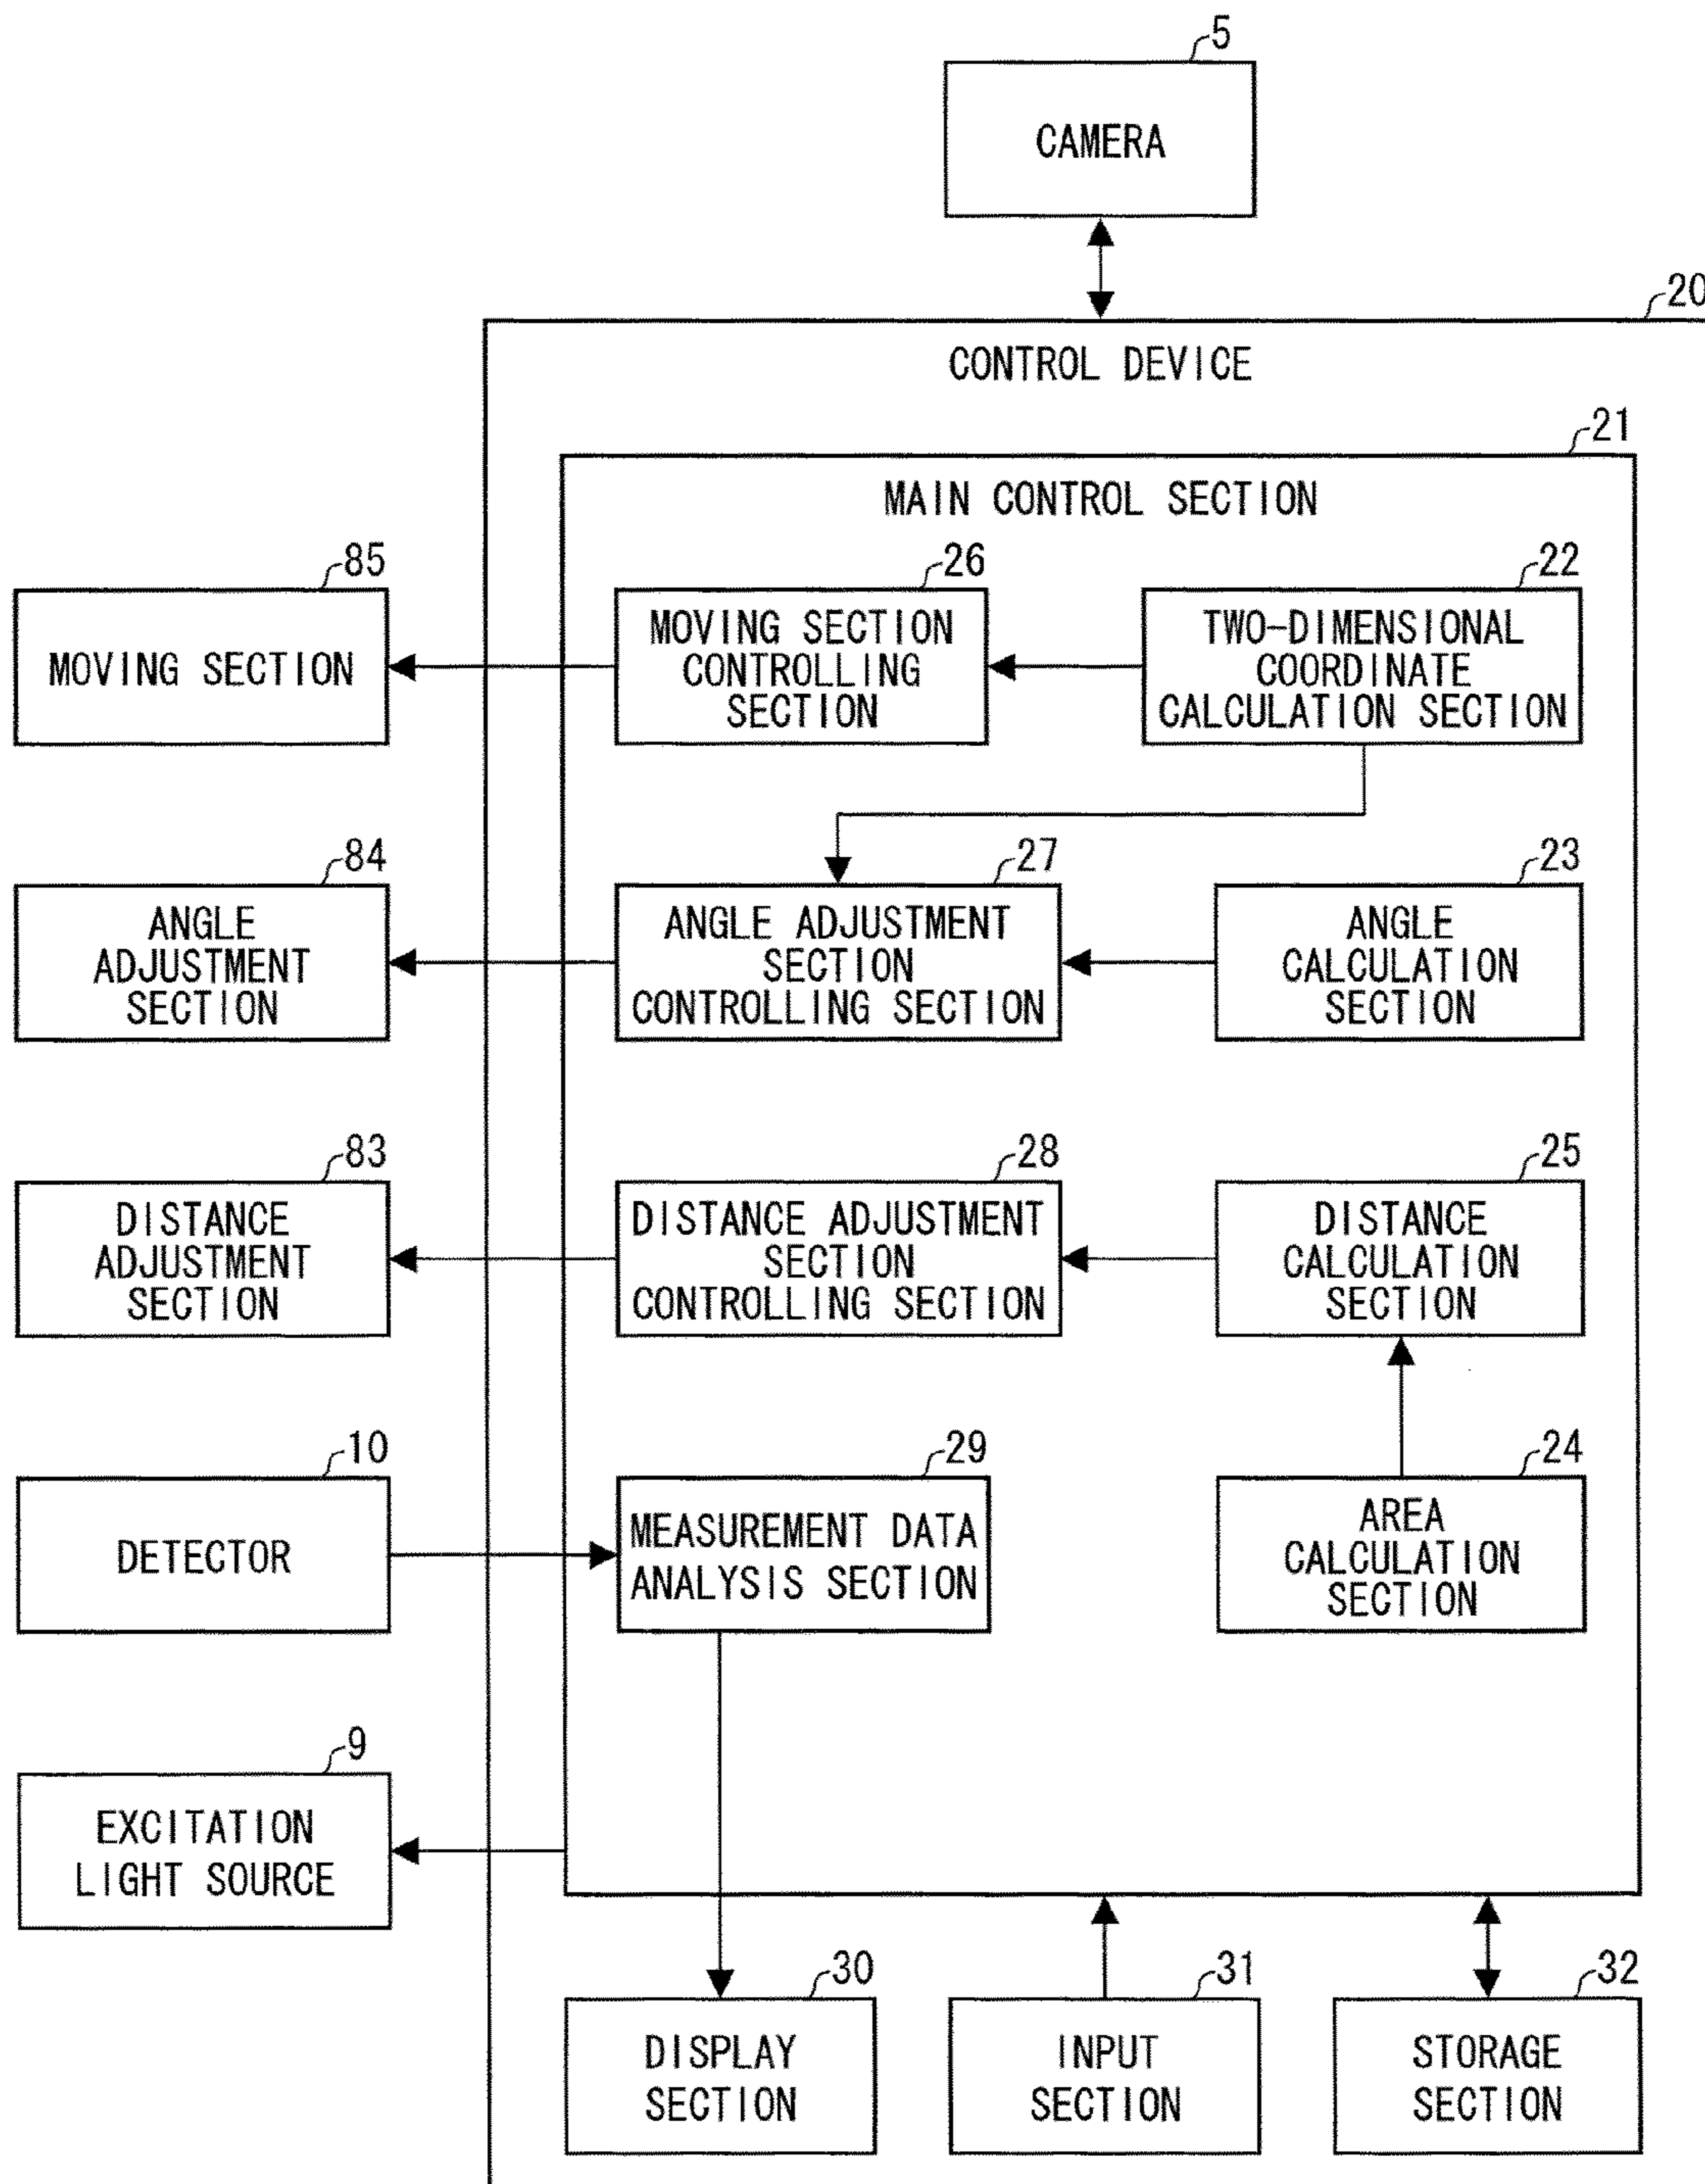 5
CAMERA
20
CONTROL DEVICE
21
MAIN CONTROL SECTION
85
MOVING SECTION
26
MOVING SECTION
CONTROLLING
SECTION
22
TWO-DIMENSIONAL
COORDINATE
CALCULATION SECTION
84
ANGLE
ADJUSTMENT
SECTION
27
ANGLE ADJUSTMENT
SECTION
CONTROLLING SECTION
23
ANGLE
CALCULATION
SECTION
83
DISTANCE
ADJUSTMENT
SECTION
28
DISTANCE ADJUSTMENT
SECTION
CONTROLLING SECTION
25
DISTANCE
CALCULATION
SECTION
10
DETECTOR
29
MEASUREMENT DATA
ANALYSIS SECTION
24
AREA
CALCULATION
SECTION
9
EXCITATION
LIGHT SOURCE
30
DISPLAY
SECTION
31
INPUT
SECTION
32
STORAGE
SECTION